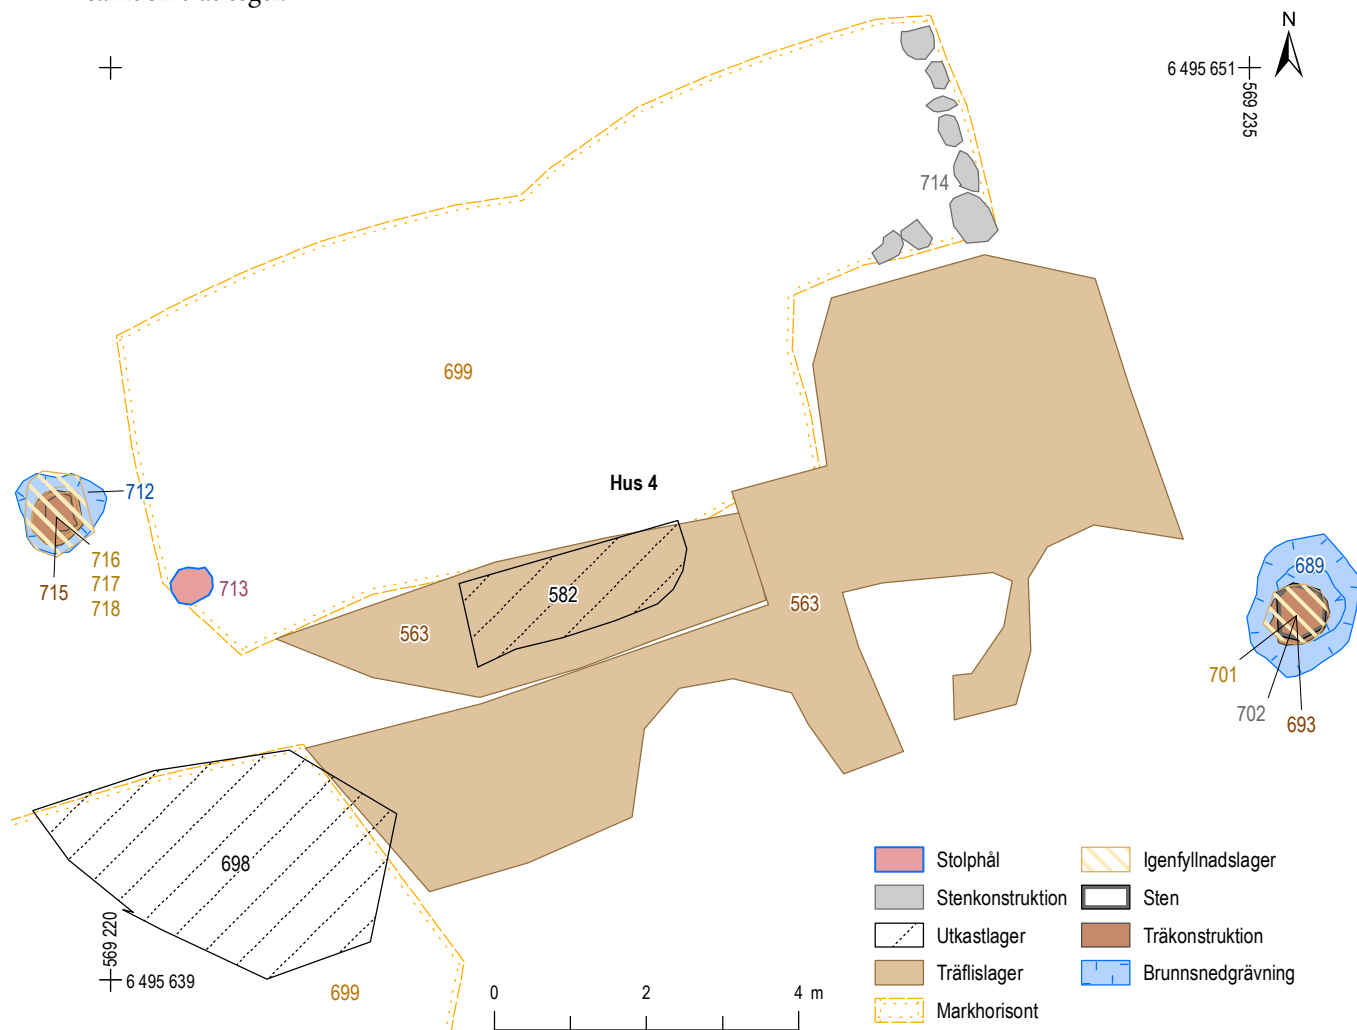 N
6 495 651
569 235
714
699
Hus 4
712
716
715
717
718
713
582
563
563
689
701
702
693
698
569 220
6 495 639
699
0 2 4 m
Stolphål
Stenkonstruktion
Utkastlager
Träflislager
Markhorisont
Igenfyllnadslager
Sten
Träkonstruktion
Brunnsnedgrävning